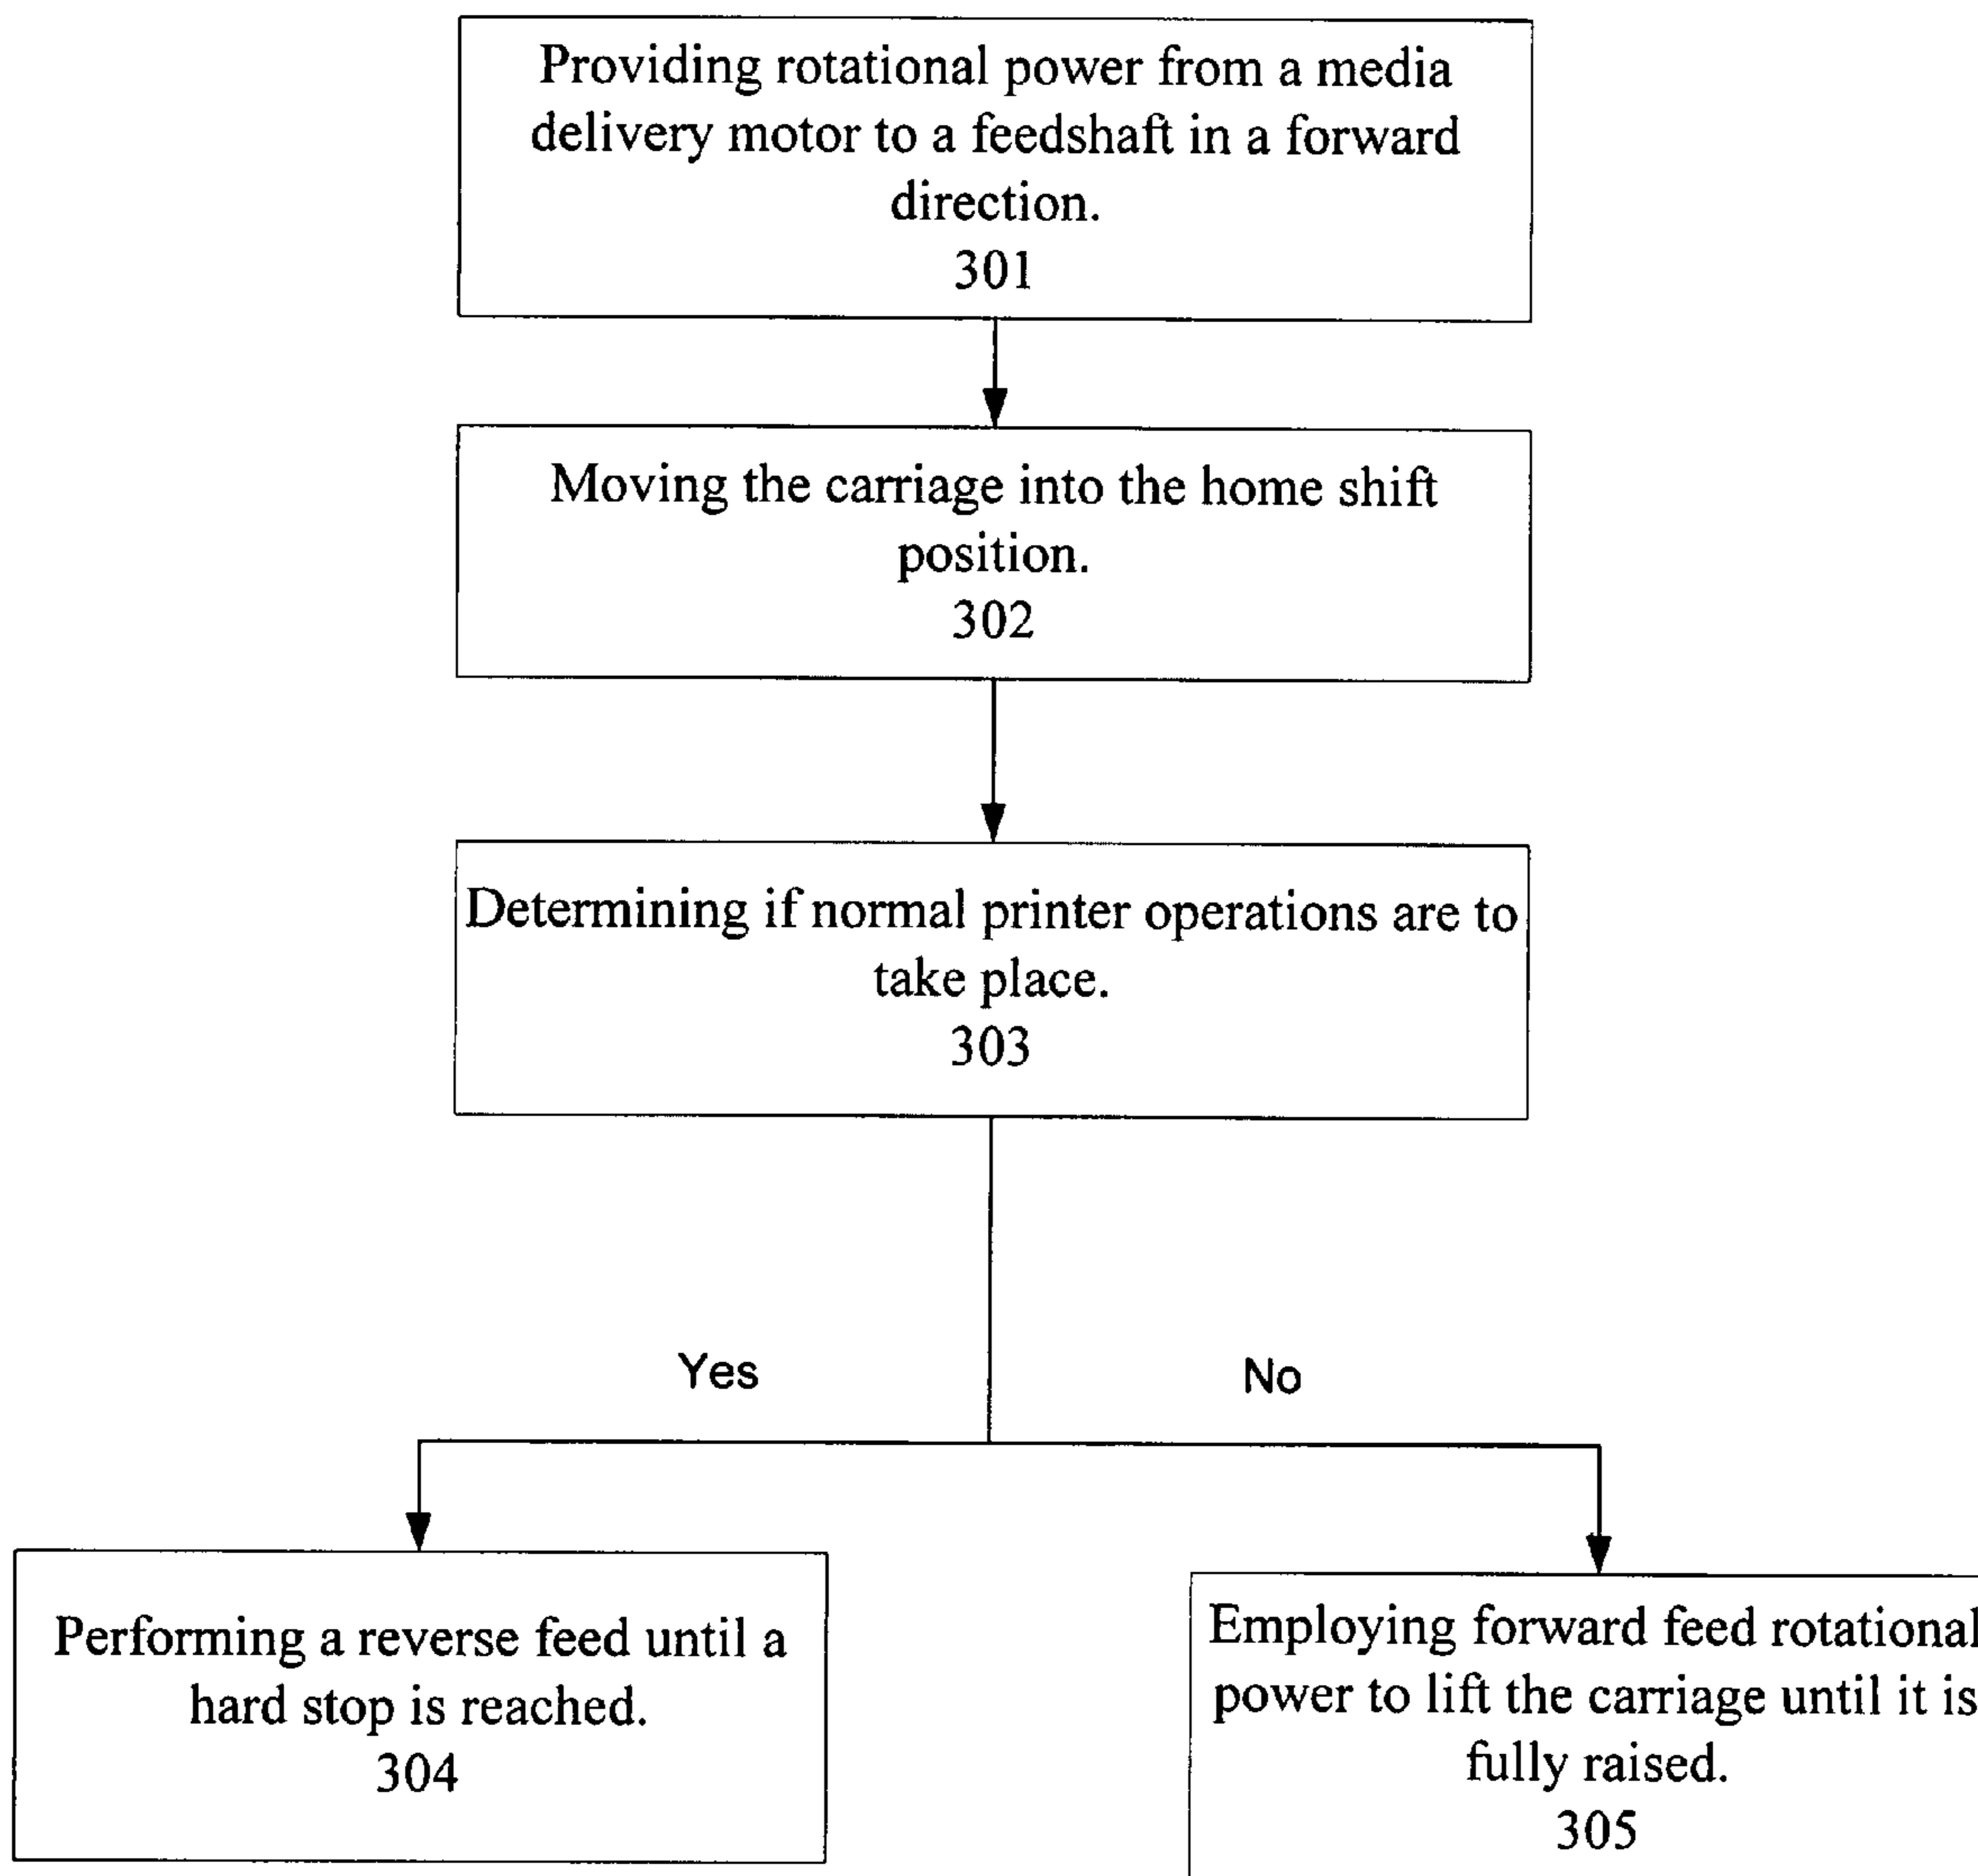 Providing rotational power from a media
delivery motor to a feedshaft in a forward
direction.
301
Moving the carriage into the home shift
position.
302
Determining if normal printer operations are to
take place.
303
Yes
No
Performing a reverse feed until a
hard stop is reached.
304
Employing forward feed rotational
power to lift the carriage until it is
fully raised.
305